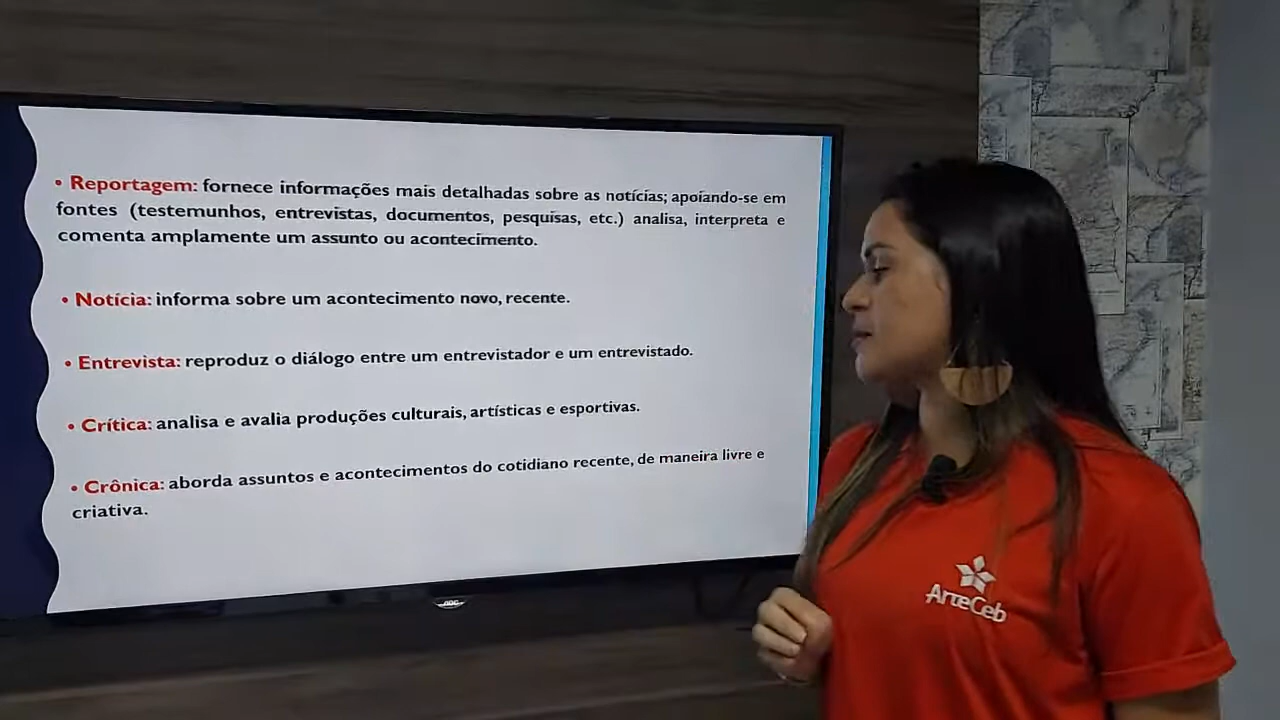 • Reportagem: fornece informações mais detalhadas sobre as notícias; apoiando-se em
fontes (testemunhos, entrevistas, documentos, pesquisas, etc.) analisa, interpreta e
comenta amplamente um assunto ou acontecimento.
• Notícia: informa sobre um acontecimento novo, recente.
• Entrevista: reproduz o diálogo entre um entrevistador e um entrevistado.
• Crítica: analisa e avalia produções culturais, artísticas e esportivas.
• Crônica: aborda assuntos e acontecimentos do cotidiano recente, de maneira livre e
criativa.
AOC
ArteCeb